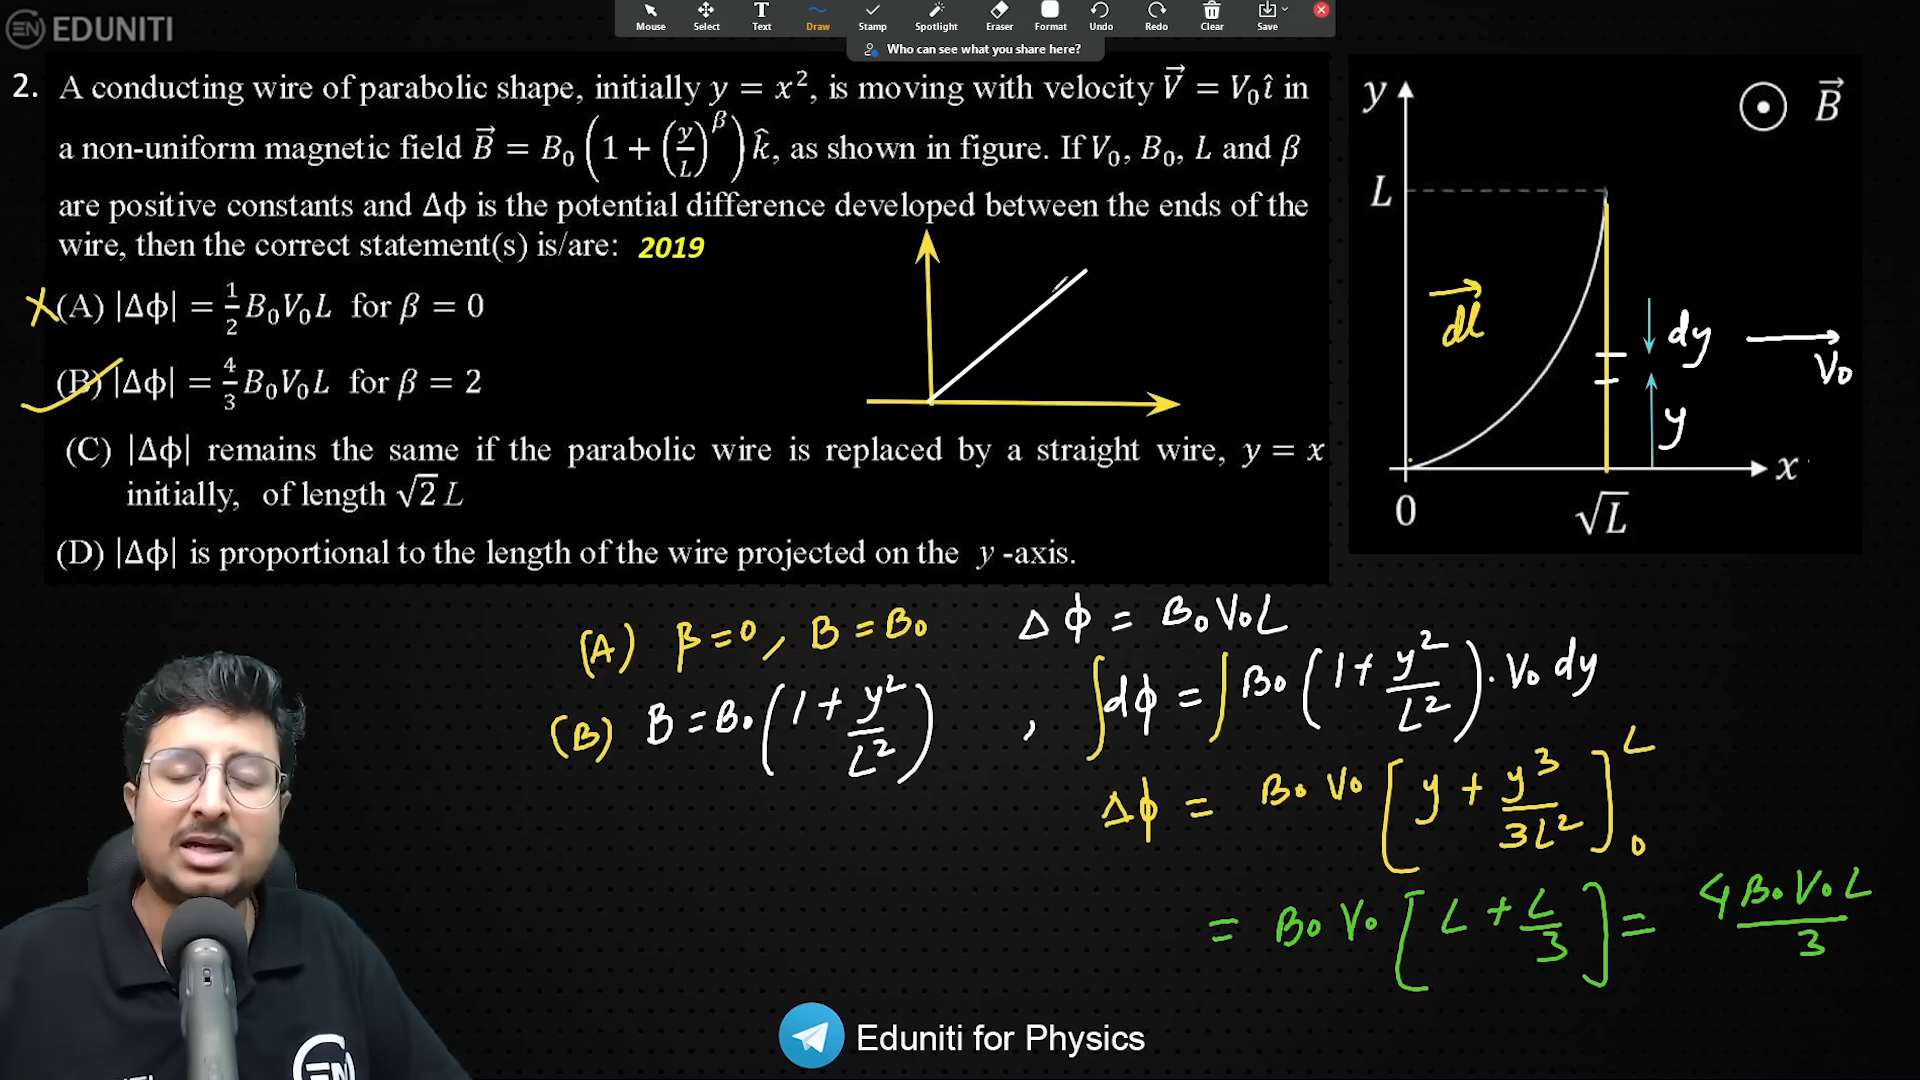 EDUNITI
Mouse Select Text Draw Stamp Spotlight Eraser Format Undo Redo Clear Save
Who can see what you share here?
2. A conducting wire of parabolic shape, initially y = x², is moving with velocity V⃗ = V₀î in
a non-uniform magnetic field B⃗ = B₀(1 + (y/L)^β)k̂, as shown in figure. If V₀, B₀, L and β
are positive constants and Δϕ is the potential difference developed between the ends of the
wire, then the correct statement(s) is/are: 2019
(A) |Δϕ| = 1/2 B₀V₀L for β = 0
(B) |Δϕ| = 4/3 B₀V₀L for β = 2
(C) |Δϕ| remains the same if the parabolic wire is replaced by a straight wire, y = x
initially, of length √2 L
(D) |Δϕ| is proportional to the length of the wire projected on the y -axis.
y
B⃗
L
dl⃗
dy
V₀
y
x
0
√L
(A) β = 0, B = B₀ Δϕ = B₀V₀L
(B) B = B₀(1 + y²/L²) , ∫dϕ = ∫B₀(1 + y²/L²)·V₀dy
Δϕ = B₀V₀[y + y³/3L²]₀^L
= B₀V₀[L + L/3] = 4B₀V₀L/3
EN
Eduniti for Physics